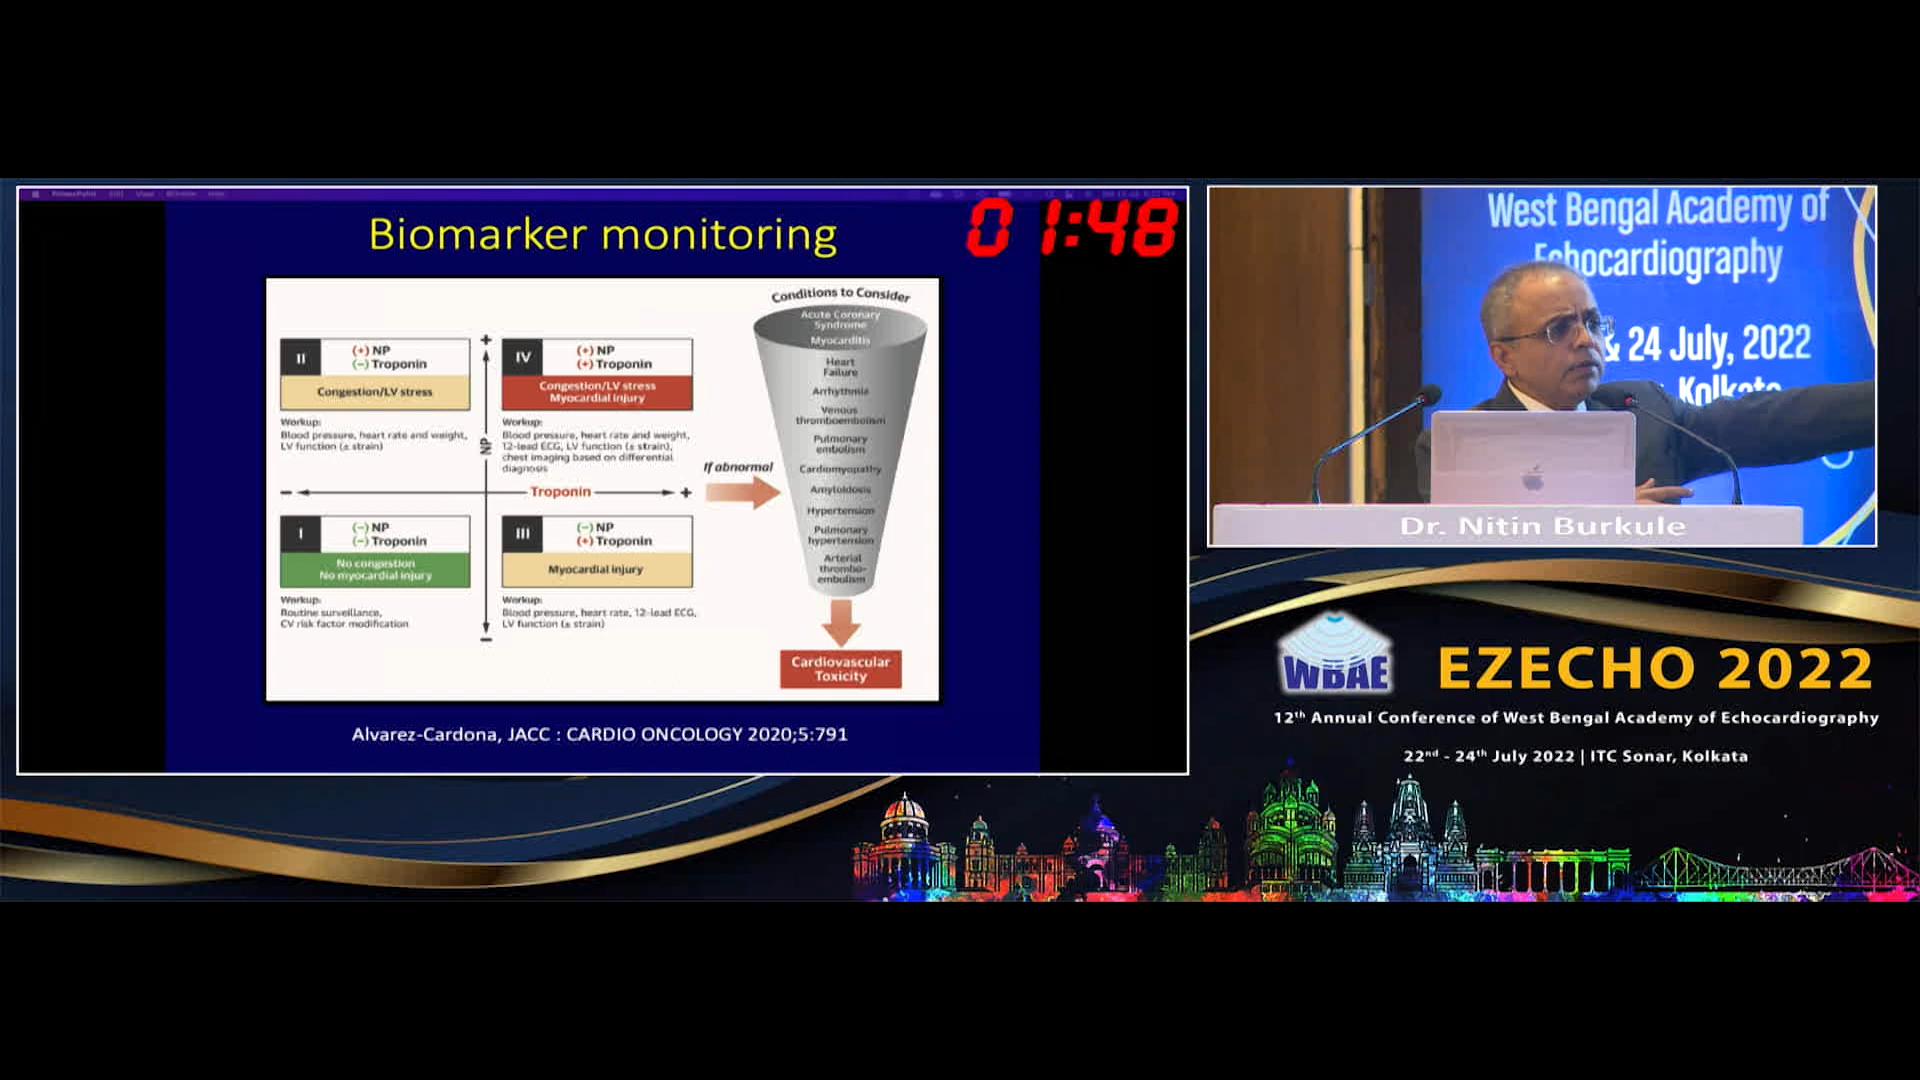 Biomarker monitoring
01:48
II
(+) NP
(−) Troponin
Congestion/LV stress
Workup:
Blood pressure, heart rate and weight,
LV function (± strain)
+
NP
−
IV
(+) NP
(+) Troponin
Congestion/LV stress
Myocardial injury
Workup:
Blood pressure, heart rate and weight,
12-lead ECG, LV function (± strain),
chest imaging based on differential
diagnosis
−
Troponin
+
I
(−) NP
(−) Troponin
No congestion
No myocardial injury
Workup:
Routine surveillance,
CV risk factor modification
III
(−) NP
(+) Troponin
Myocardial injury
Workup:
Blood pressure, heart rate, 12-lead ECG,
LV function (± strain)
If abnormal
Conditions to Consider
Acute Coronary
Syndrome
Myocarditis
Heart
Failure
Arrhythmia
Venous
thromboembolism
Pulmonary
embolism
Cardiomyopathy
Amyloidosis
Hypertension
Pulmonary
hypertension
Arterial
thrombo-
embolism
Cardiovascular
Toxicity
Alvarez-Cardona, JACC : CARDIO ONCOLOGY 2020;5:791
West Bengal Academy of
Echocardiography
& 24 July, 2022
Kolkata
Dr. Nitin Burkule
WBAE
EZECHO 2022
12th Annual Conference of West Bengal Academy of Echocardiography
22nd - 24th July 2022 | ITC Sonar, Kolkata